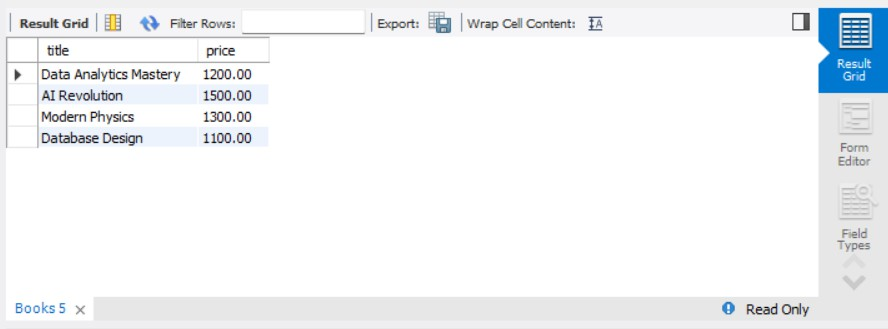 Result Grid Filter Rows: Export: Wrap Cell Content: IA
title price
Data Analytics Mastery 1200.00
AI Revolution 1500.00
Modern Physics 1300.00
Database Design 1100.00
Result
Grid
Form
Editor
Field
Types
Books 5 × Read Only